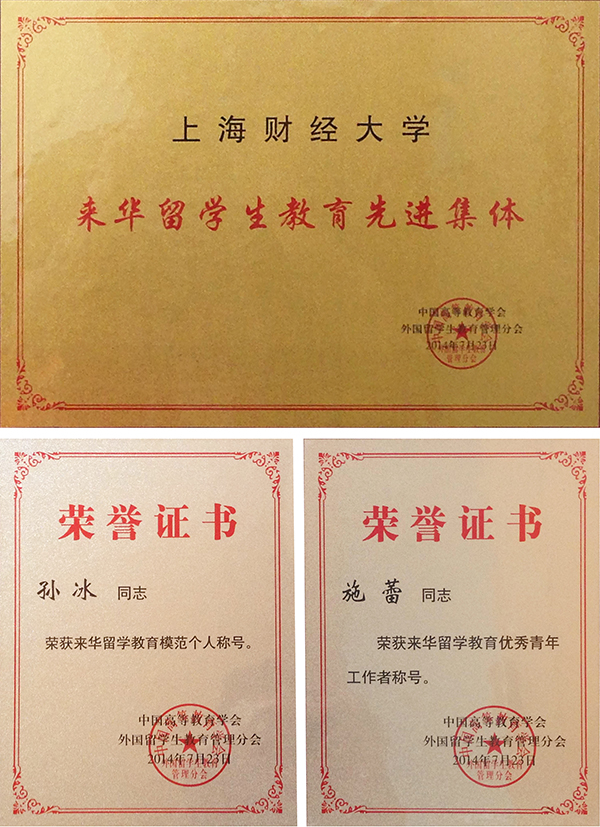 上海财经大学
来华留学生教育先进集体
中国高等教育学会
外国留学生教育管理分会
2014年7月23日
荣誉证书
孙冰 同志
荣获来华留学教育模范个人称号。
中国高等教育学会
外国留学生教育管理分会
2014年7月23日
荣誉证书
施蕾 同志
荣获来华留学教育优秀青年
工作者称号。
中国高等教育学会
外国留学生教育管理分会
2014年7月23日